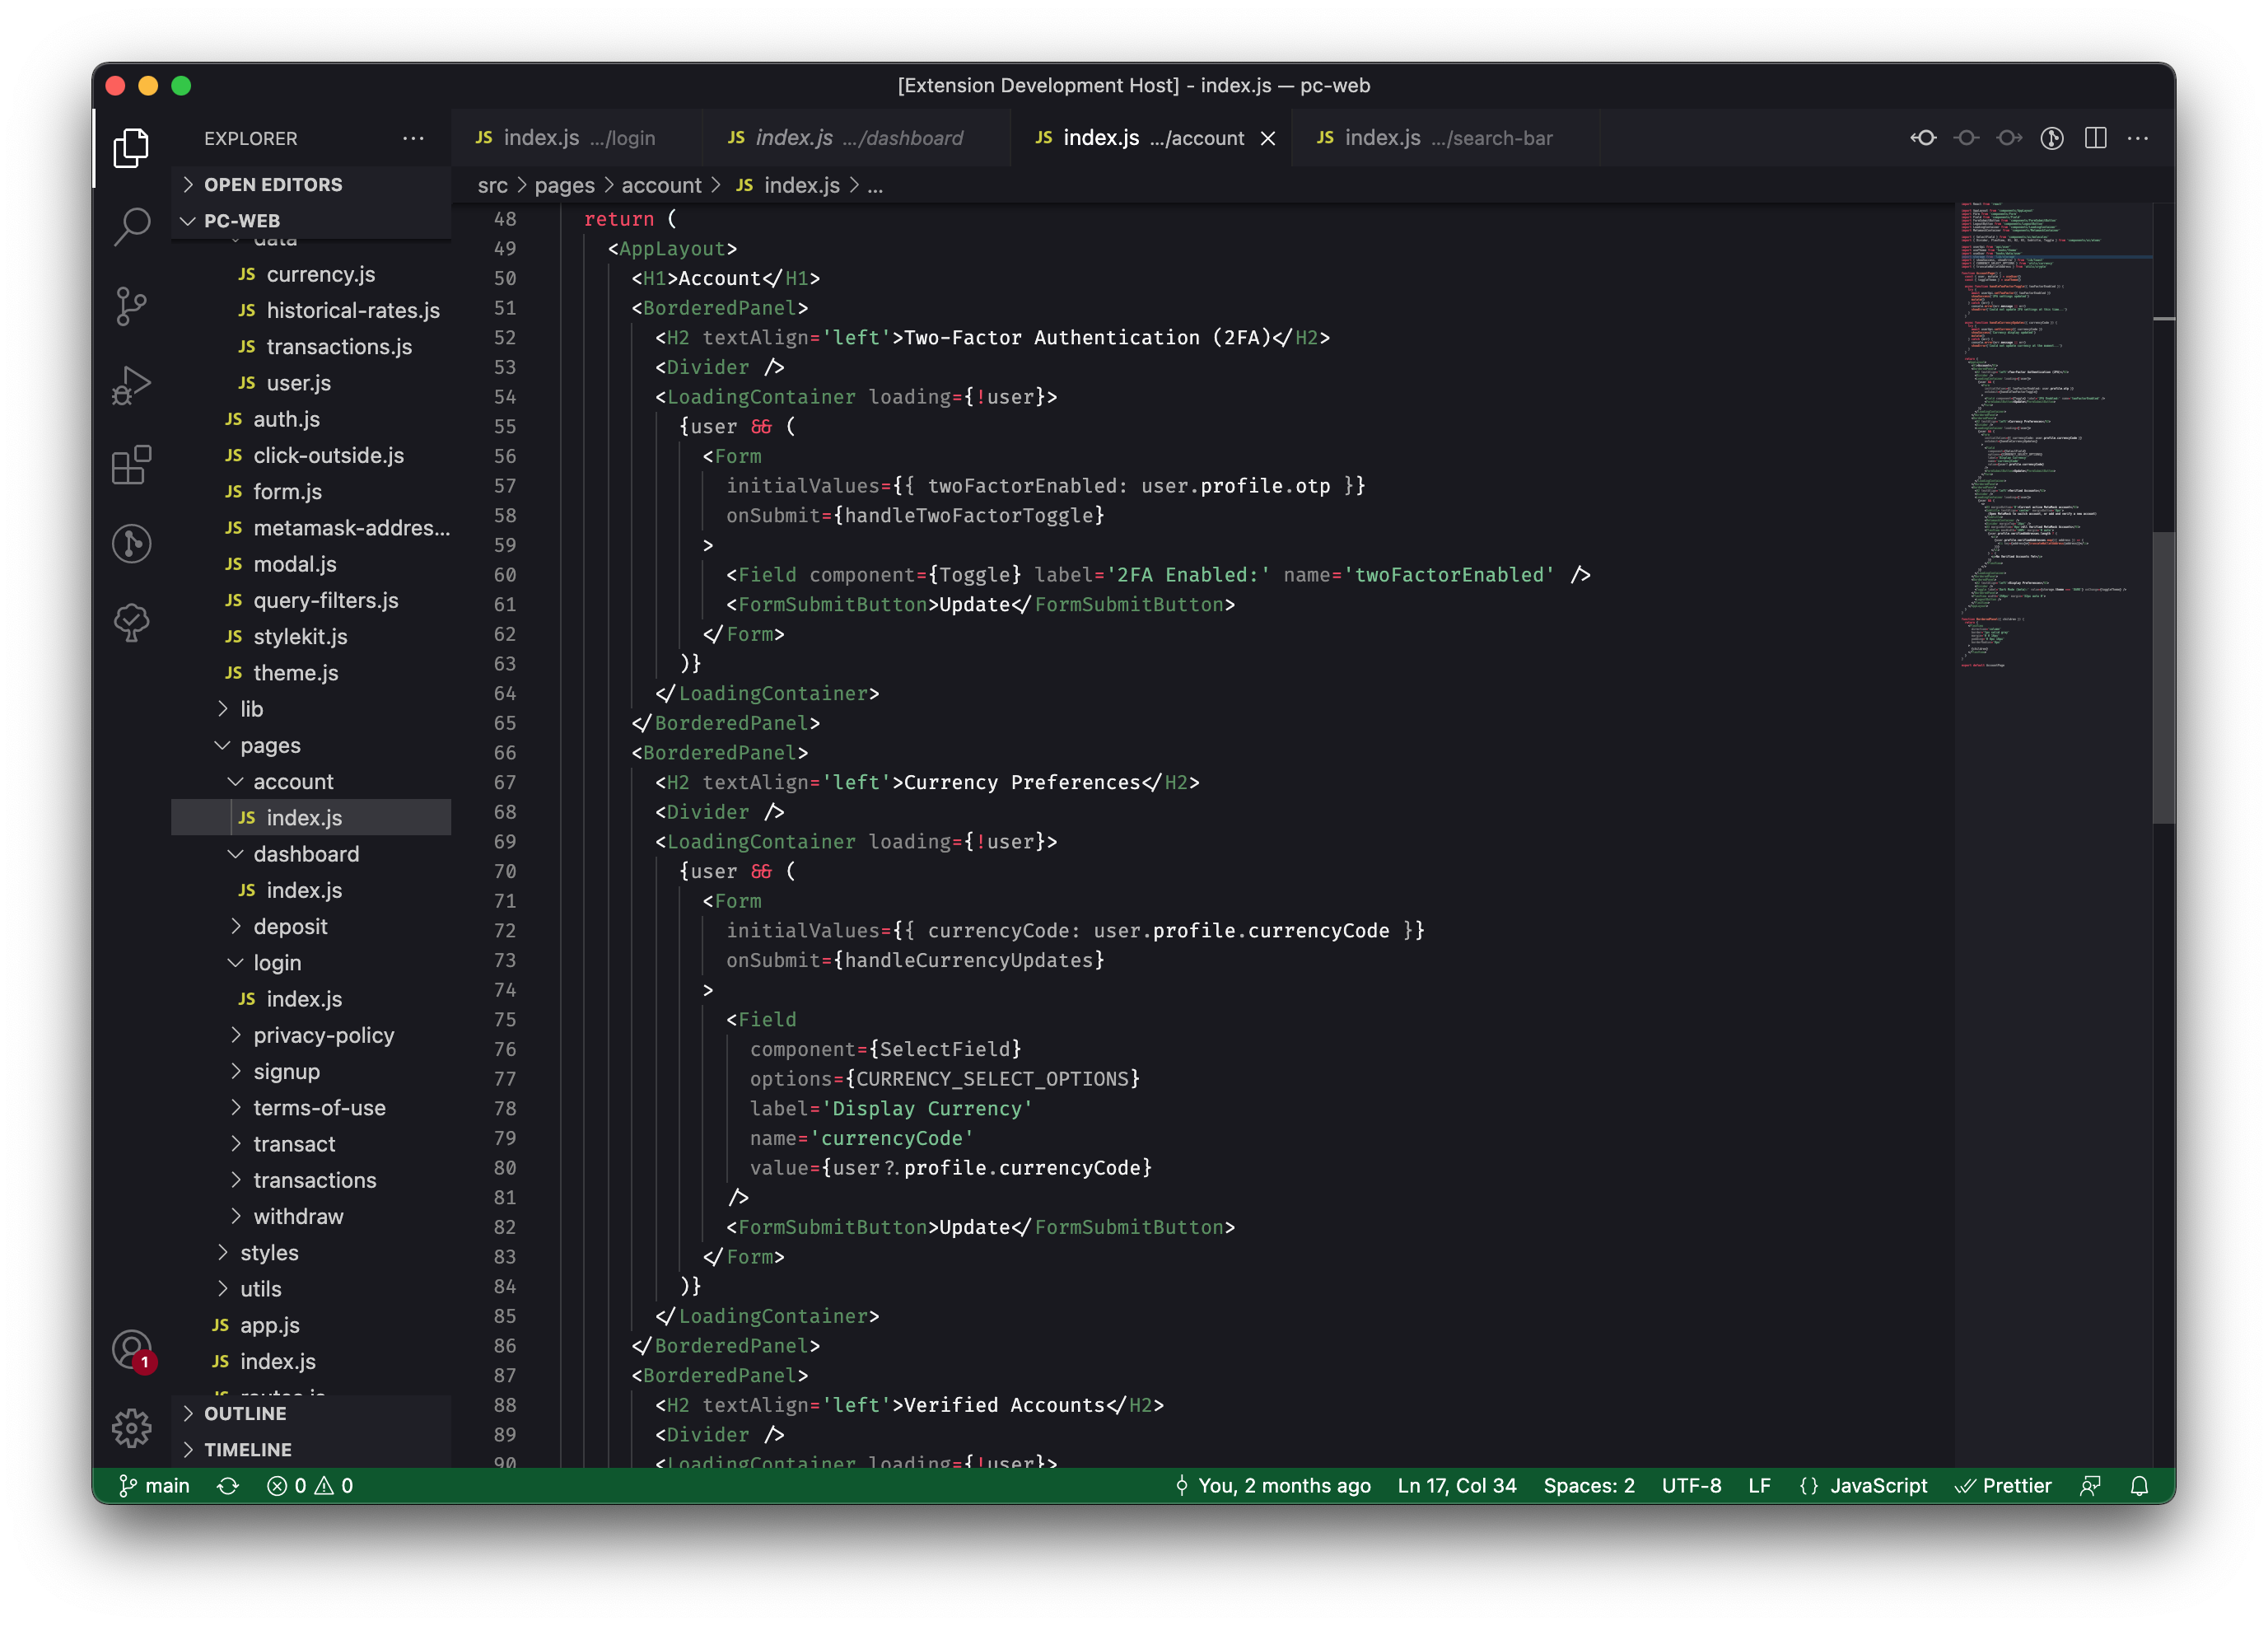 [Extension Development Host] - index.js — pc-web
EXPLORER ···
OPEN EDITORS
PC-WEB
data
JS currency.js
JS historical-rates.js
JS transactions.js
JS user.js
JS auth.js
JS click-outside.js
JS form.js
JS metamask-addres...
JS modal.js
JS query-filters.js
JS stylekit.js
JS theme.js
lib
pages
account
JS index.js
dashboard
JS index.js
deposit
login
JS index.js
privacy-policy
signup
terms-of-use
transact
transactions
withdraw
styles
utils
JS app.js
JS index.js
JS routes.js
OUTLINE
TIMELINE
1
JS index.js .../login
JS index.js .../dashboard
JS index.js .../account
JS index.js .../search-bar
src > pages > account > JS index.js > ...
48 return (
49 <AppLayout>
50 <H1>Account</H1>
51 <BorderedPanel>
52 <H2 textAlign='left'>Two-Factor Authentication (2FA)</H2>
53 <Divider />
54 <LoadingContainer loading={!user}>
55 {user && (
56 <Form
57 initialValues={{ twoFactorEnabled: user.profile.otp }}
58 onSubmit={handleTwoFactorToggle}
59 >
60 <Field component={Toggle} label='2FA Enabled:' name='twoFactorEnabled' />
61 <FormSubmitButton>Update</FormSubmitButton>
62 </Form>
63 )}
64 </LoadingContainer>
65 </BorderedPanel>
66 <BorderedPanel>
67 <H2 textAlign='left'>Currency Preferences</H2>
68 <Divider />
69 <LoadingContainer loading={!user}>
70 {user && (
71 <Form
72 initialValues={{ currencyCode: user.profile.currencyCode }}
73 onSubmit={handleCurrencyUpdates}
74 >
75 <Field
76 component={SelectField}
77 options={CURRENCY_SELECT_OPTIONS}
78 label='Display Currency'
79 name='currencyCode'
80 value={user?.profile.currencyCode}
81 />
82 <FormSubmitButton>Update</FormSubmitButton>
83 </Form>
84 )}
85 </LoadingContainer>
86 </BorderedPanel>
87 <BorderedPanel>
88 <H2 textAlign='left'>Verified Accounts</H2>
89 <Divider />
90 <LoadingContainer loading={!user}>
main 0 0
You, 2 months ago Ln 17, Col 34 Spaces: 2 UTF-8 LF {} JavaScript Prettier